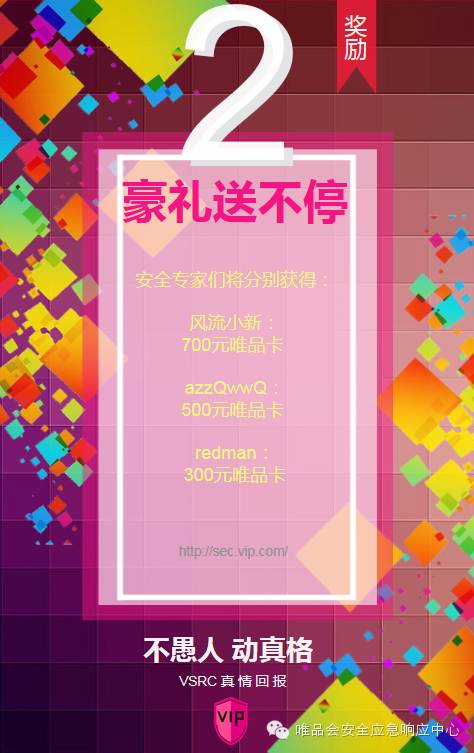 2
奖励
豪礼送不停
安全专家们将分别获得：
风流小新：
700元唯品卡
azzQwwQ：
500元唯品卡
redman：
300元唯品卡
http://sec.vip.com/
不愚人 动真格
VSRC 真情回报
VIP
唯品会安全应急响应中心